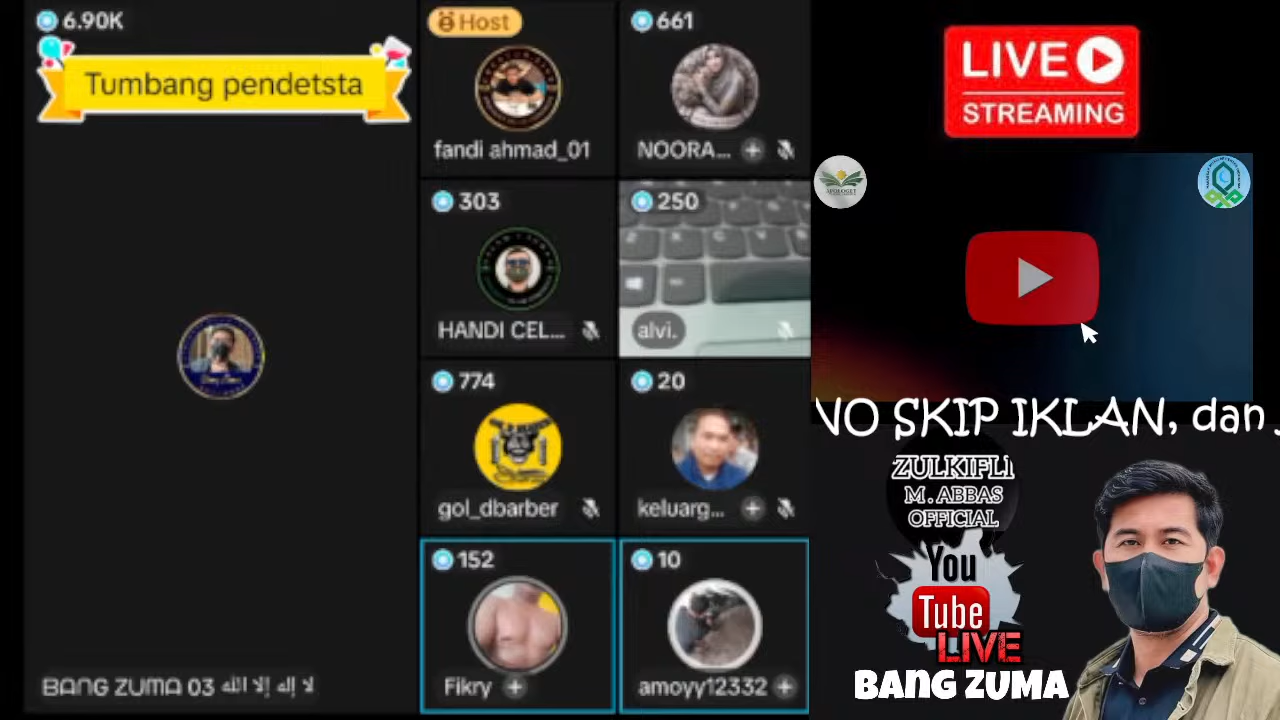 6.90K
Tumbang pendetsta
BANG ZUMA 03 لا إله إلا الله
Host
fandi ahmad_01
661
NOORA...
303
HANDI CEL...
250
alvi.
774
gol_dbarber
20
keluarg...
152
Fikry
10
amoyy12332
LIVE
STREAMING
NO SKIP IKLAN, dan
ZULKIFLI
M. ABBAS
OFFICIAL
You
Tube
LIVE
BANG ZUMA